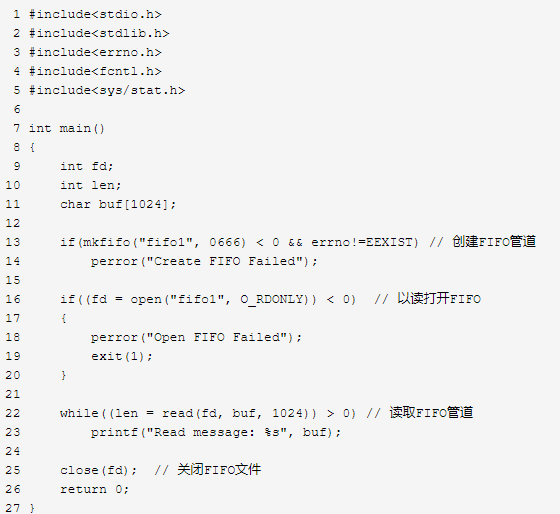 1 #include<stdio.h>
2 #include<stdlib.h>
3 #include<errno.h>
4 #include<fcntl.h>
5 #include<sys/stat.h>
6
7 int main()
8 {
9     int fd;
10     int len;
11     char buf[1024];
12
13     if(mkfifo("fifo1", 0666) < 0 && errno!=EEXIST) // 创建FIFO管道
14         perror("Create FIFO Failed");
15
16     if((fd = open("fifo1", O_RDONLY)) < 0)  // 以读打开FIFO
17     {
18         perror("Open FIFO Failed");
19         exit(1);
20     }
21
22     while((len = read(fd, buf, 1024)) > 0) // 读取FIFO管道
23         printf("Read message: %s", buf);
24
25     close(fd);  // 关闭FIFO文件
26     return 0;
27 }